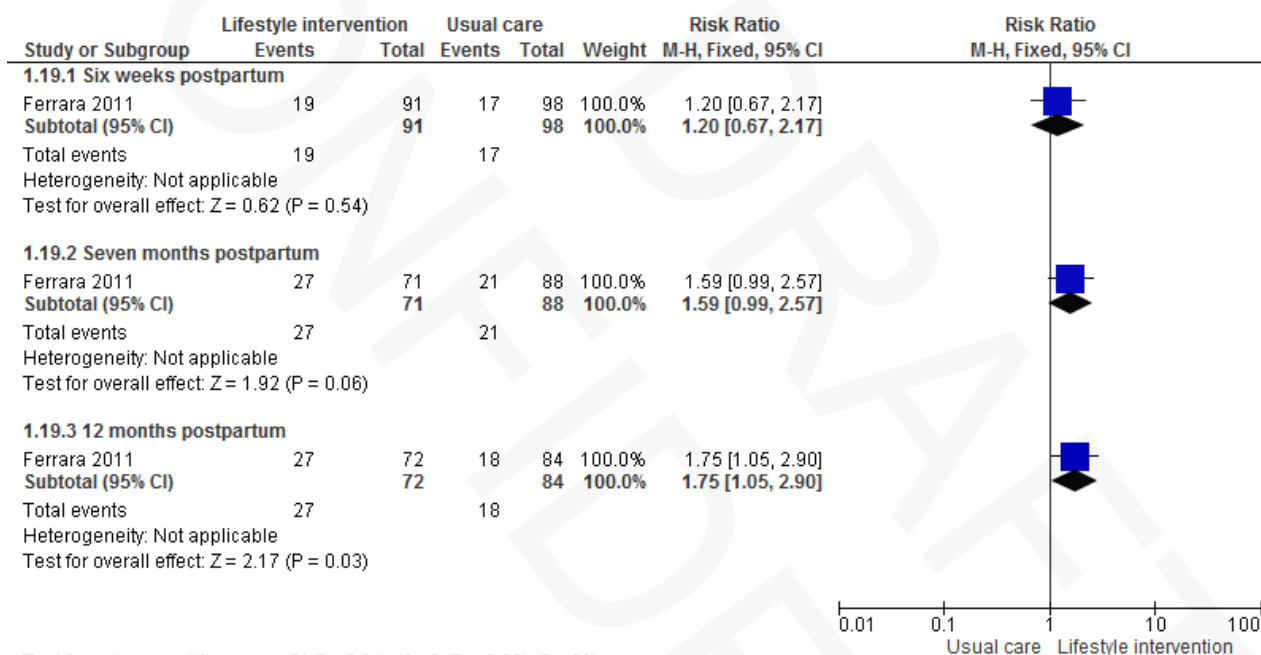 Lifestyle intervention Usual care Risk Ratio Risk Ratio
Study or Subgroup Events Total Events Total Weight M-H, Fixed, 95% CI M-H, Fixed, 95% CI
1.19.1 Six weeks postpartum
Ferrara 2011 19 91 17 98 100.0% 1.20 [0.67, 2.17]
Subtotal (95% CI) 91 98 100.0% 1.20 [0.67, 2.17]
Total events 19 17
Heterogeneity: Not applicable
Test for overall effect: Z = 0.62 (P = 0.54)
1.19.2 Seven months postpartum
Ferrara 2011 27 71 21 88 100.0% 1.59 [0.99, 2.57]
Subtotal (95% CI) 71 88 100.0% 1.59 [0.99, 2.57]
Total events 27 21
Heterogeneity: Not applicable
Test for overall effect: Z = 1.92 (P = 0.06)
1.19.3 12 months postpartum
Ferrara 2011 27 72 18 84 100.0% 1.75 [1.05, 2.90]
Subtotal (95% CI) 72 84 100.0% 1.75 [1.05, 2.90]
Total events 27 18
Heterogeneity: Not applicable
Test for overall effect: Z = 2.17 (P = 0.03)
0.01 0.1 1 10 100
Usual care Lifestyle intervention